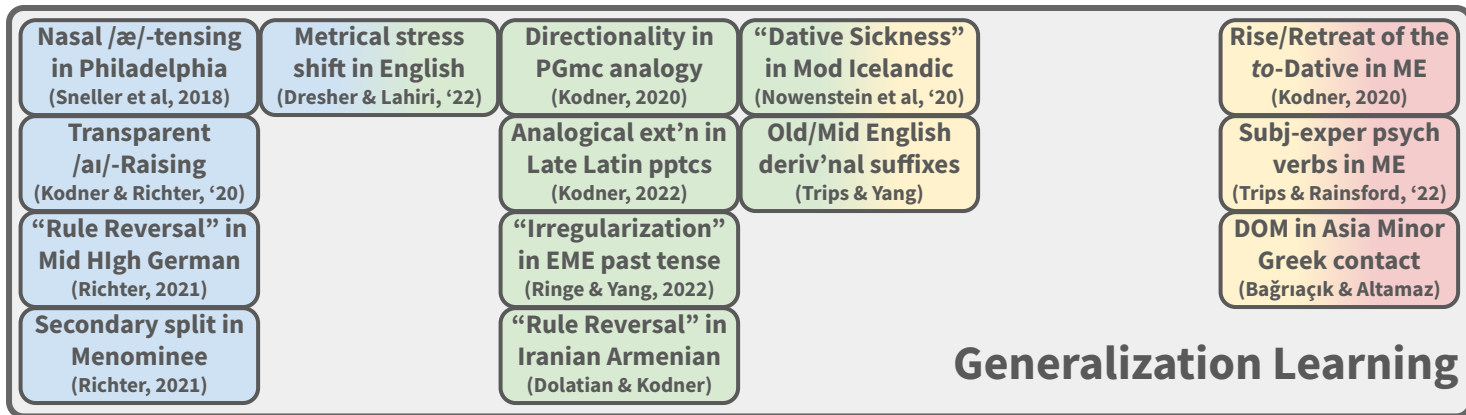 Nasal /æ/-tensing
in Philadelphia
(Sneller et al, 2018)
Metrical stress
shift in English
(Dresher & Lahiri, ‘22)
Directionality in
PGmc analogy
(Kodner, 2020)
“Dative Sickness”
in Mod Icelandic
(Nowenstein et al, ‘20)
Rise/Retreat of the
to-Dative in ME
(Kodner, 2020)
Transparent
/aɪ/-Raising
(Kodner & Richter, ‘20)
Analogical ext’n in
Late Latin pptcs
(Kodner, 2022)
Old/Mid English
deriv’nal suffixes
(Trips & Yang)
Subj-exper psych
verbs in ME
(Trips & Rainsford, ‘22)
“Rule Reversal” in
Mid HIgh German
(Richter, 2021)
“Irregularization”
in EME past tense
(Ringe & Yang, 2022)
DOM in Asia Minor
Greek contact
(Bağrıaçık & Altamaz)
Secondary split in
Menominee
(Richter, 2021)
“Rule Reversal” in
Iranian Armenian
(Dolatian & Kodner)
Generalization Learning